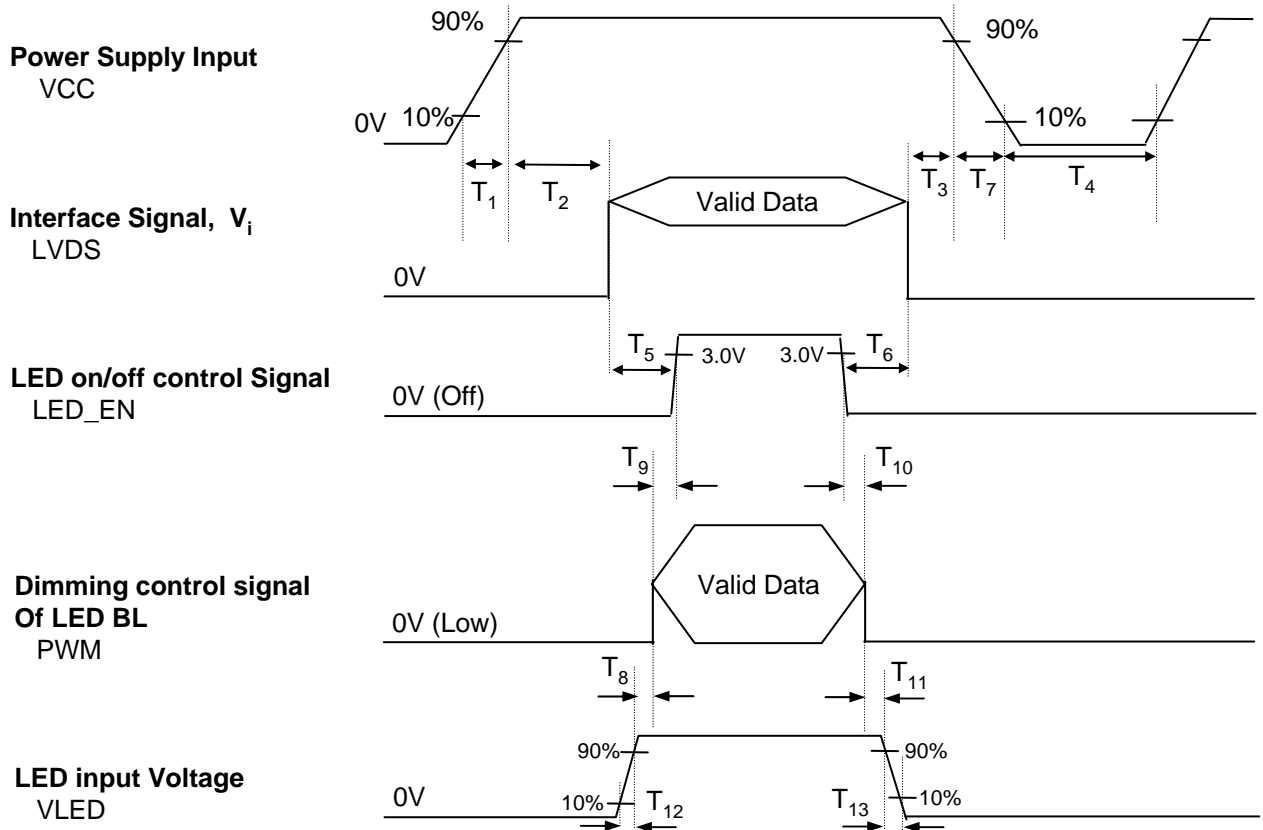 90%
90%
Power Supply Input
VCC
0V
10%
10%
T1
T2
T3
T7
T4
Valid Data
Interface Signal, Vi
LVDS
0V
T5
3.0V
3.0V
T6
LED on/off control Signal
LED_EN
0V (Off)
T9
T10
Dimming control signal
Of LED BL
PWM
Valid Data
0V (Low)
T8
T11
90%
90%
LED input Voltage
VLED
0V
10%
T12
T13
10%